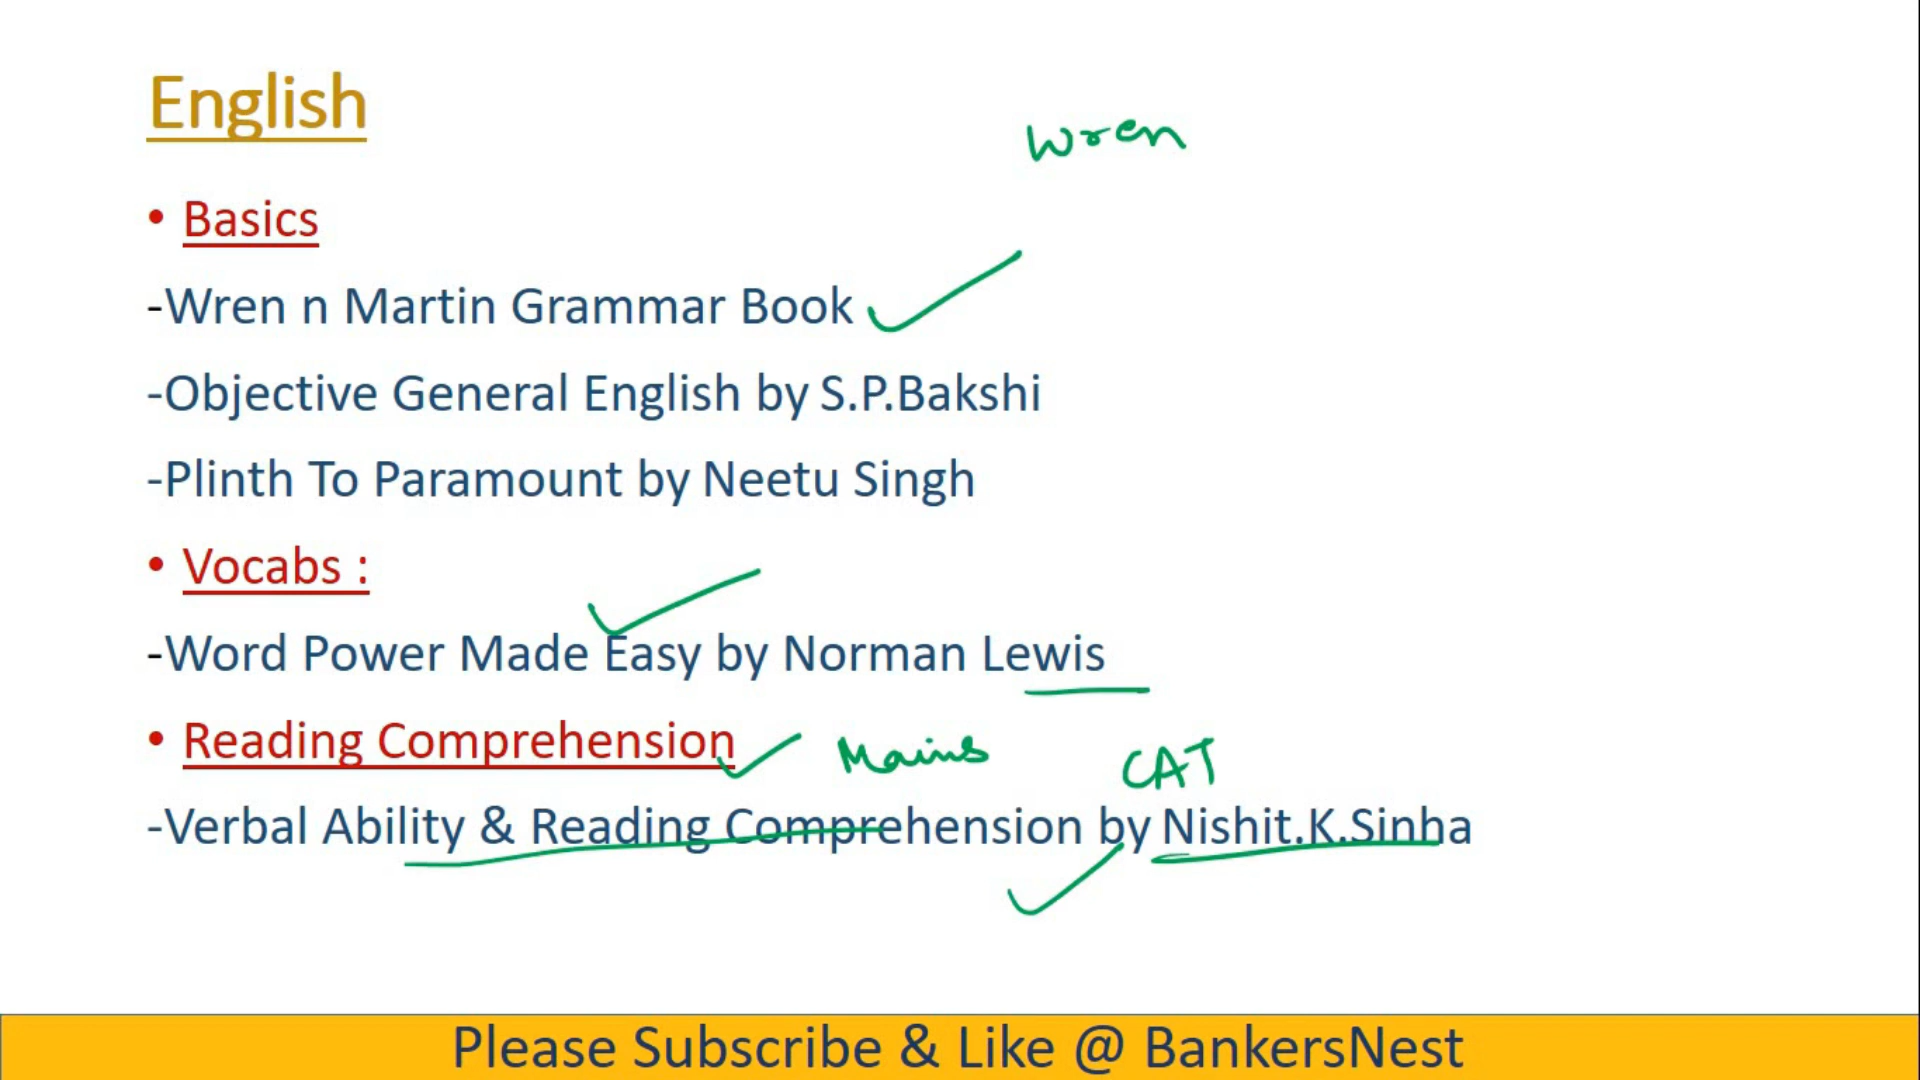 English
Wren
• Basics
-Wren n Martin Grammar Book
-Objective General English by S.P.Bakshi
-Plinth To Paramount by Neetu Singh
• Vocabs :
-Word Power Made Easy by Norman Lewis
• Reading Comprehension Mains CAT
-Verbal Ability & Reading Comprehension by Nishit.K.Sinha
Please Subscribe & Like @ BankersNest